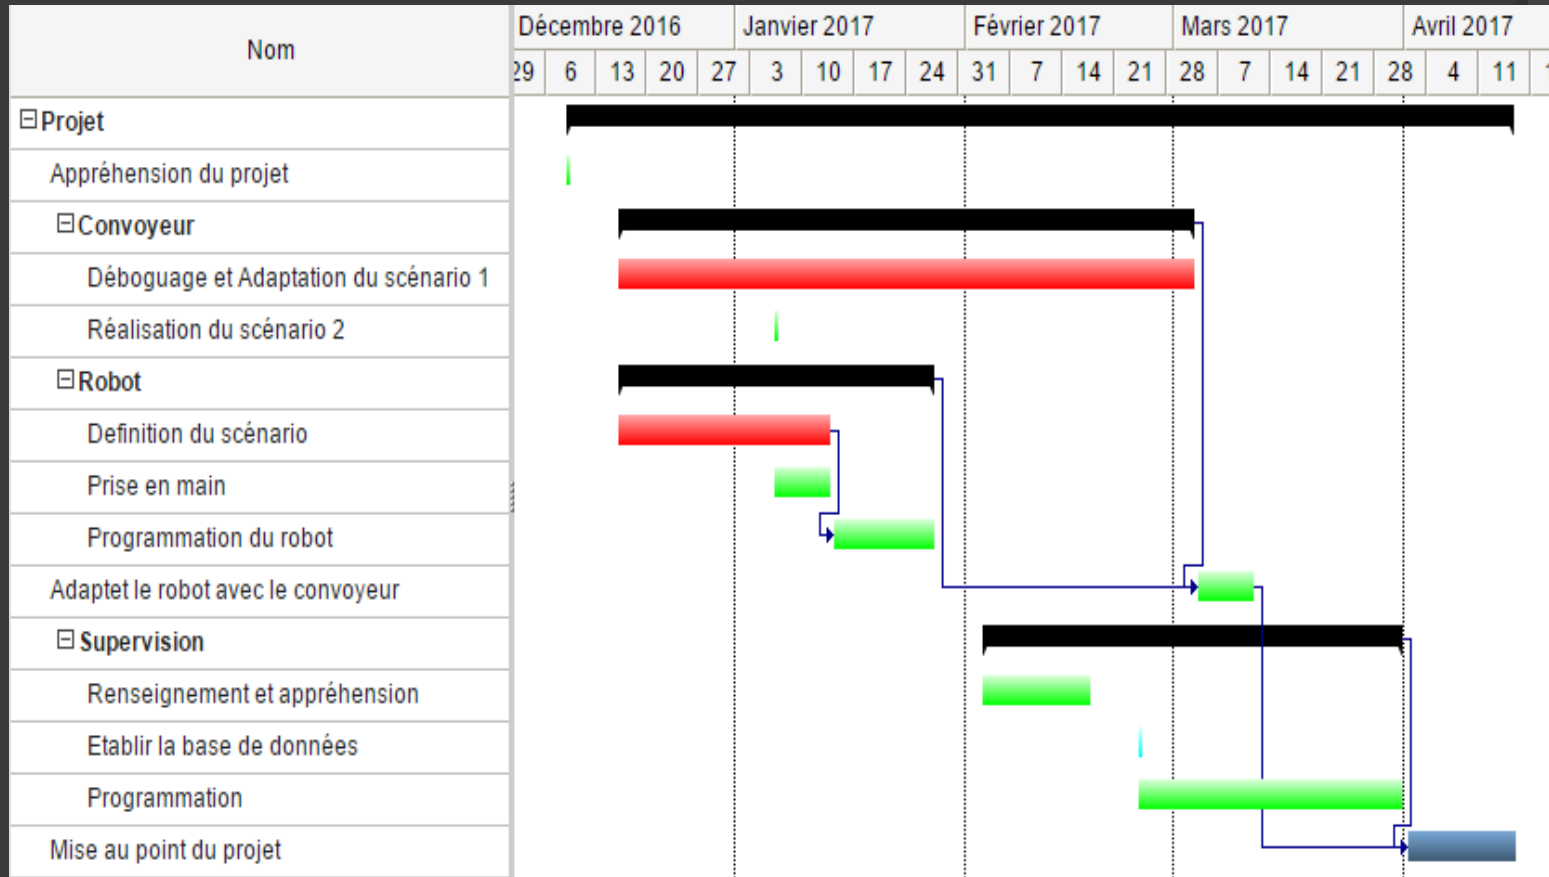 Nom
Décembre 2016 Janvier 2017 Février 2017 Mars 2017 Avril 2017
29 6 13 20 27 3 10 17 24 31 7 14 21 28 7 14 21 28 4 11
Projet
Appréhension du projet
Convoyeur
Déboguage et Adaptation du scénario 1
Réalisation du scénario 2
Robot
Definition du scénario
Prise en main
Programmation du robot
Adaptet le robot avec le convoyeur
Supervision
Renseignement et appréhension
Etablir la base de données
Programmation
Mise au point du projet